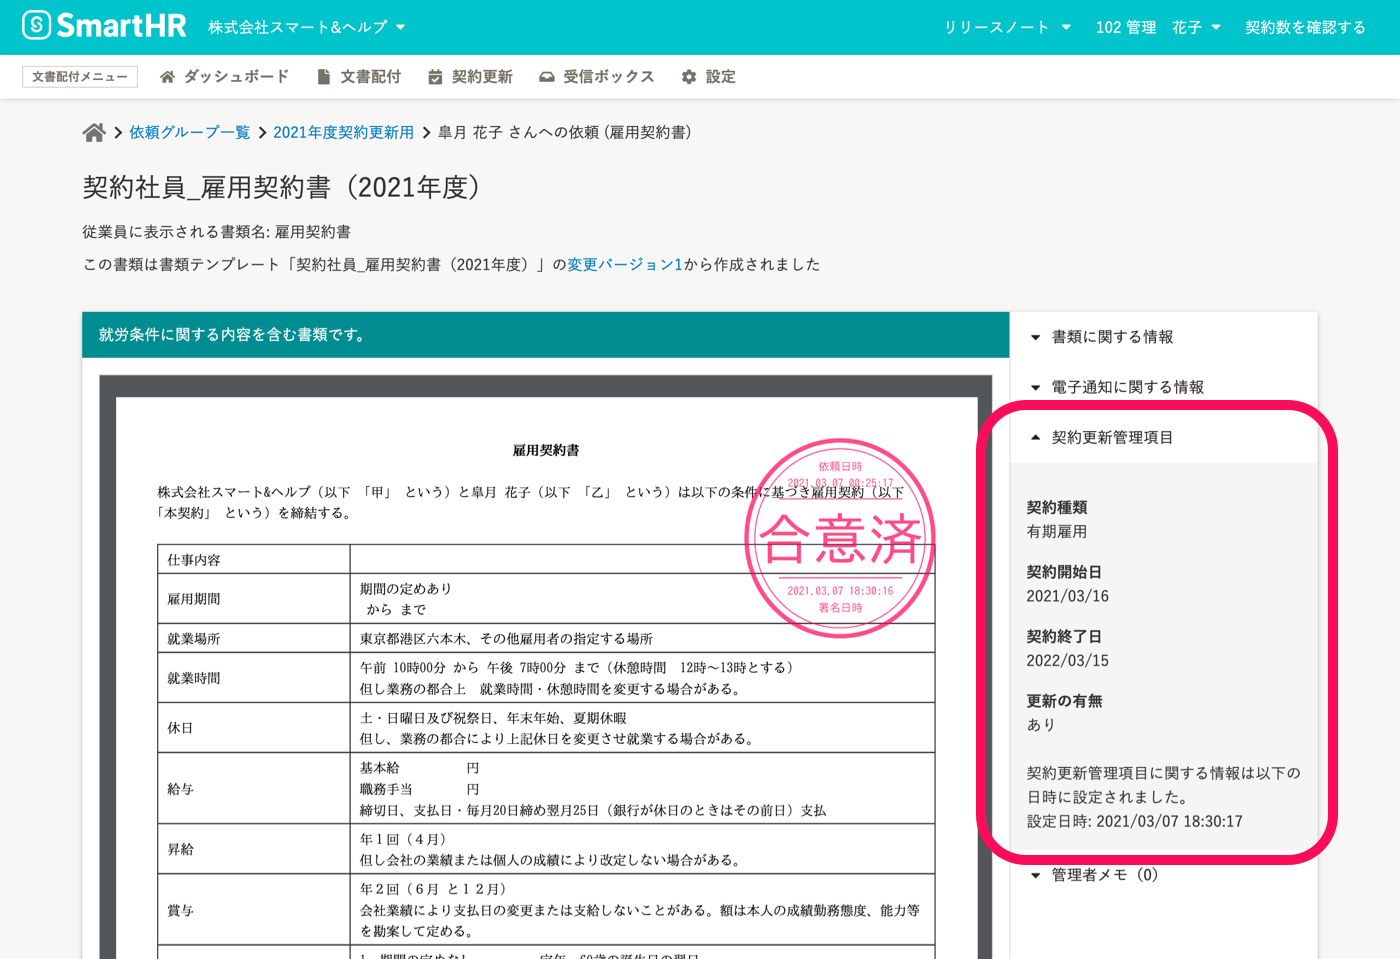 SmartHR 株式会社スマート&ヘルプ リリースノート 102 管理 花子 契約数を確認する
文書配付メニュー ダッシュボード 文書配付 契約更新 受信ボックス 設定
依頼グループ一覧 2021年度契約更新用 皐月 花子 さんへの依頼 (雇用契約書)
契約社員_雇用契約書（2021年度）
従業員に表示される書類名: 雇用契約書
この書類は書類テンプレート「契約社員_雇用契約書（2021年度）」の変更バージョン1から作成されました
就労条件に関する内容を含む書類です。
雇用契約書
株式会社スマート&ヘルプ（以下 「甲」 という）と皐月 花子（以下 「乙」 という）は以下の条件に基づき雇用契約（以下
「本契約」 という）を締結する。
依頼日時
2021.03.07 00:25:17
合意済
2021.03.07 18:30:16
署名日時
仕事内容
雇用期間 期間の定めあり
から まで
就業場所 東京都港区六本木、その他雇用者の指定する場所
就業時間 午前 10時00分 から 午後 7時00分 まで（休憩時間　12時～13時とする）
但し業務の都合上　就業時間・休憩時間を変更する場合がある。
休日 土・日曜日及び祝祭日、年末年始、夏期休暇
但し、業務の都合により上記休日を変更させ就業する場合がある。
給与 基本給 円
職務手当 円
締切日、支払日・毎月20日締め翌月25日（銀行が休日のときはその前日）支払
昇給 年１回（４月）
但し会社の業績または個人の成績により改定しない場合がある。
賞与 年２回（６月 と１２月）
会社業績により支払日の変更または支給しないことがある。額は本人の成績勤務態度、能力等
を勘案して定める。
1 期間の定めなし 定年 60歳の誕生日の翌日
書類に関する情報
電子通知に関する情報
契約更新管理項目
契約種類
有期雇用
契約開始日
2021/03/16
契約終了日
2022/03/15
更新の有無
あり
契約更新管理項目に関する情報は以下の
日時に設定されました。
設定日時: 2021/03/07 18:30:17
管理者メモ（0）